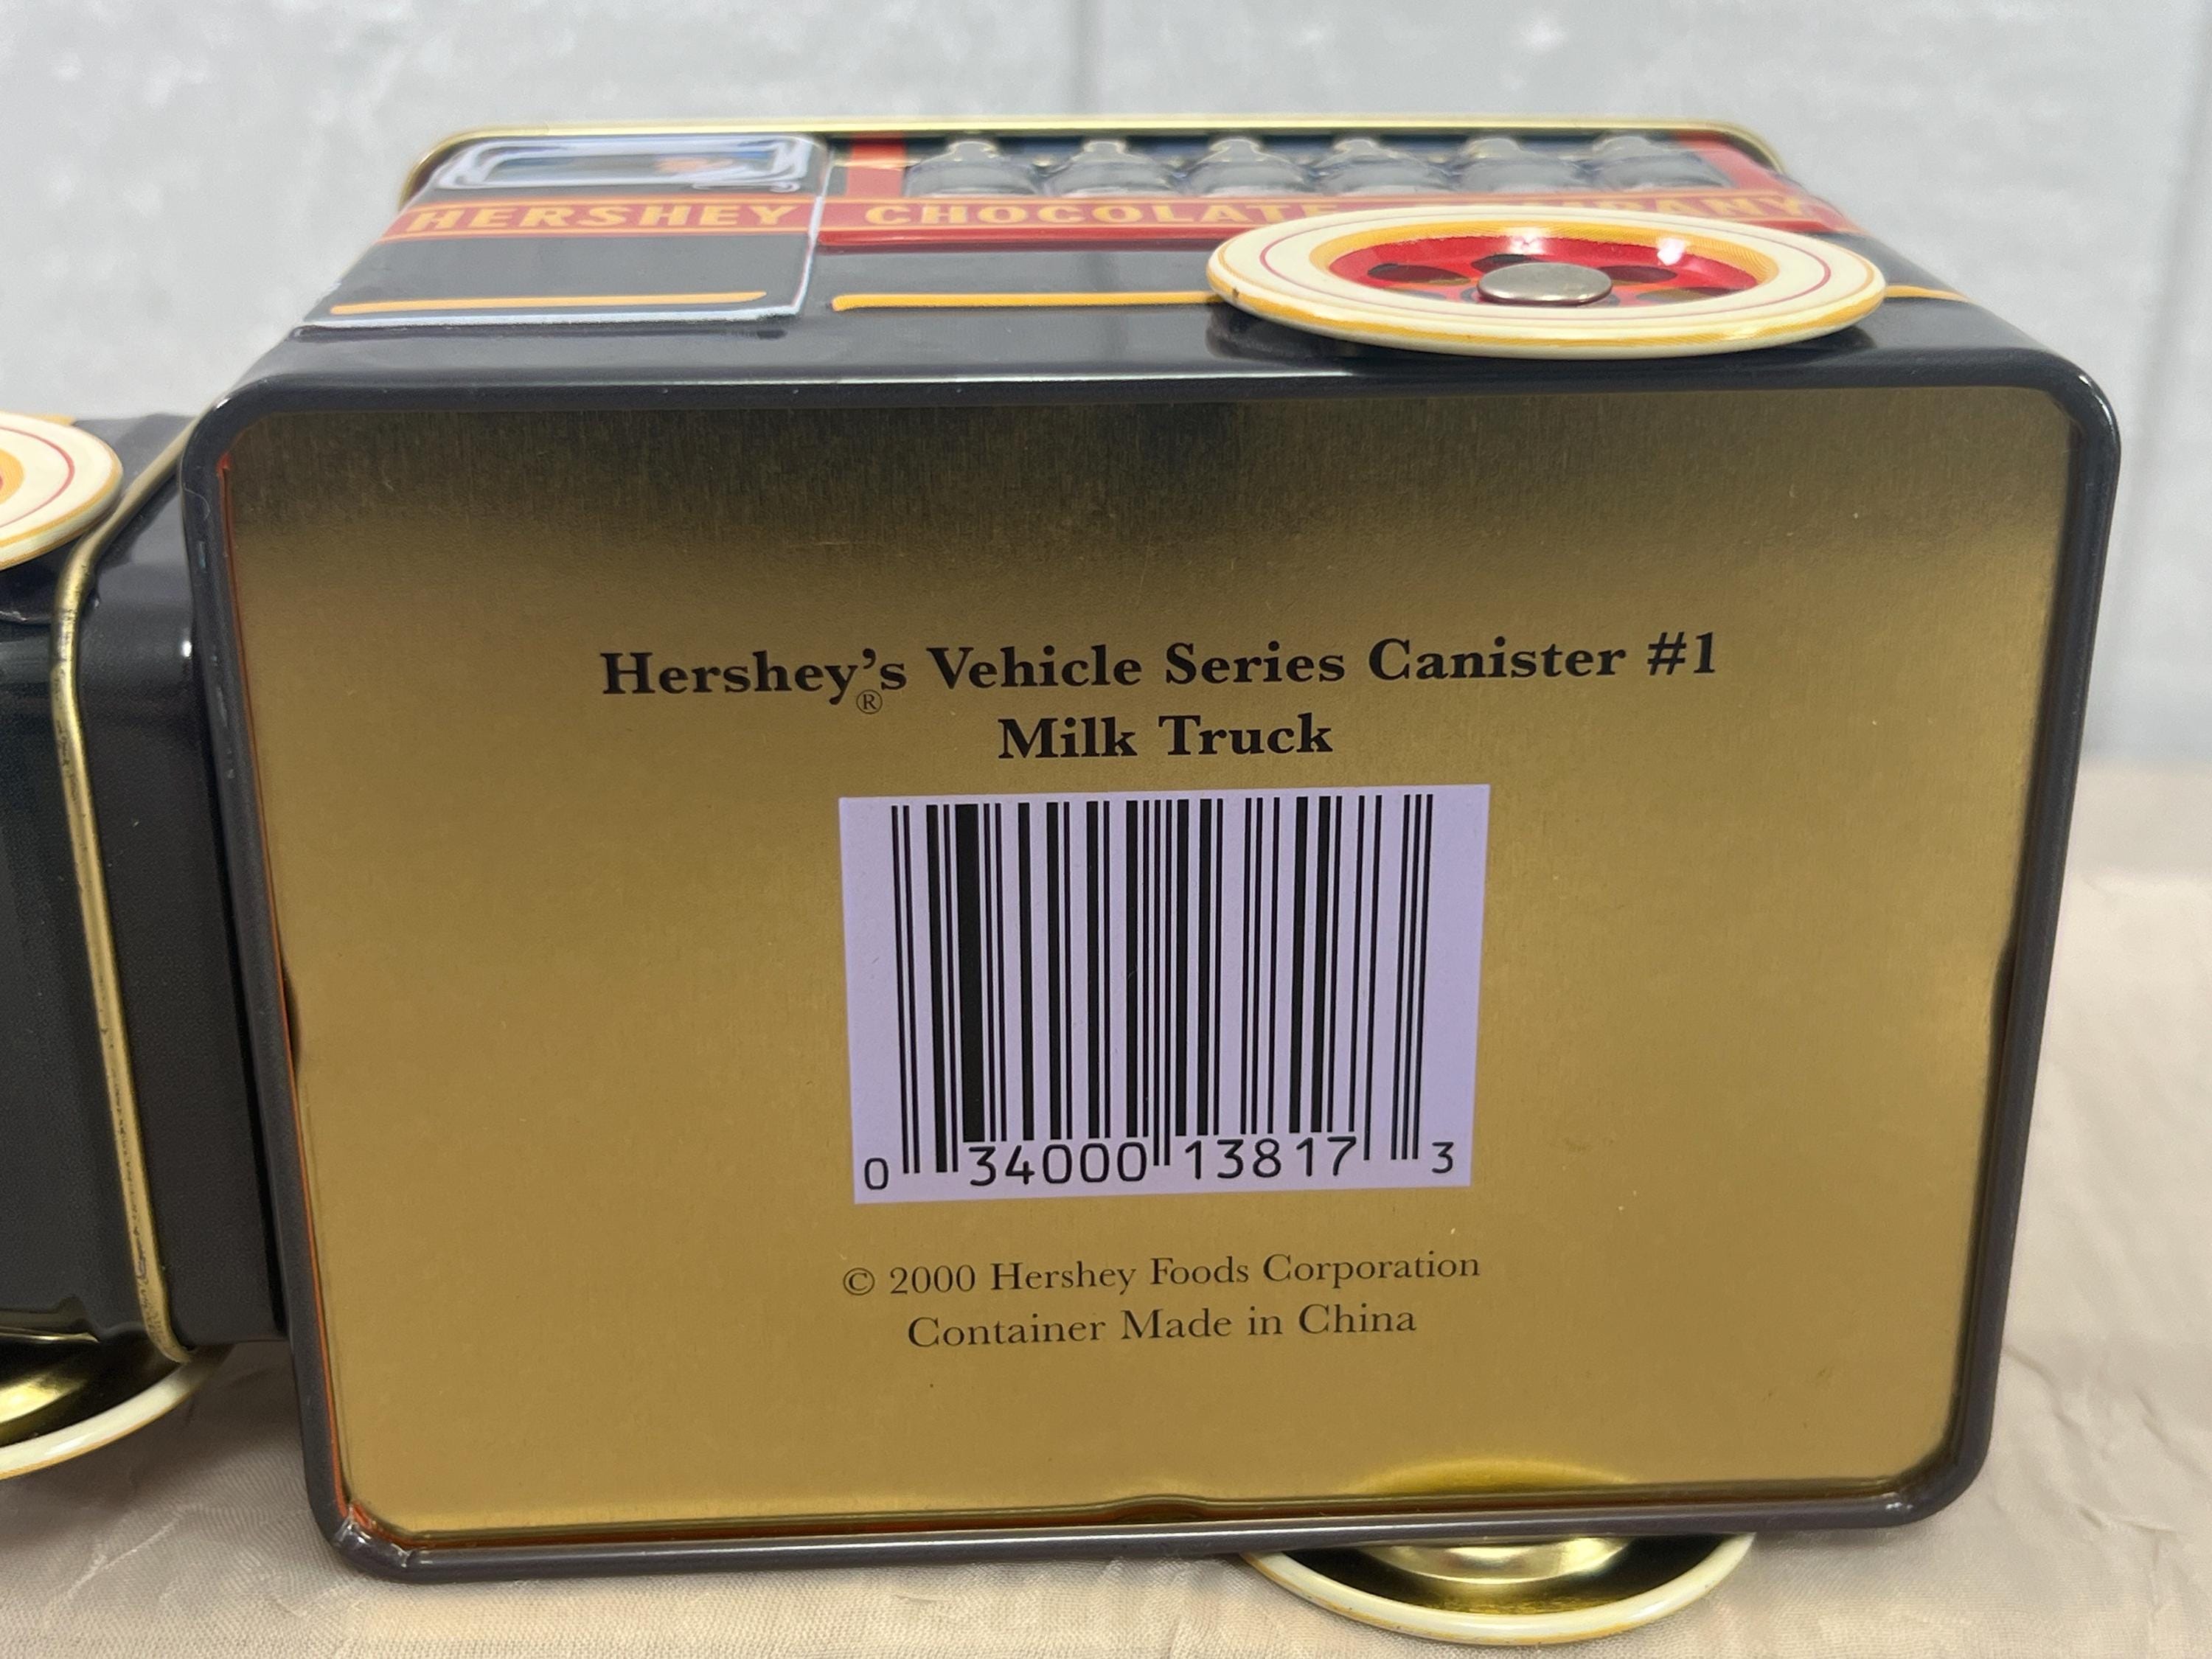 HERSHEY CHOCOLATE COMPANY
Hershey's® Vehicle Series Canister #1
Milk Truck
0 34000 13817 3
© 2000 Hershey Foods Corporation
Container Made in China